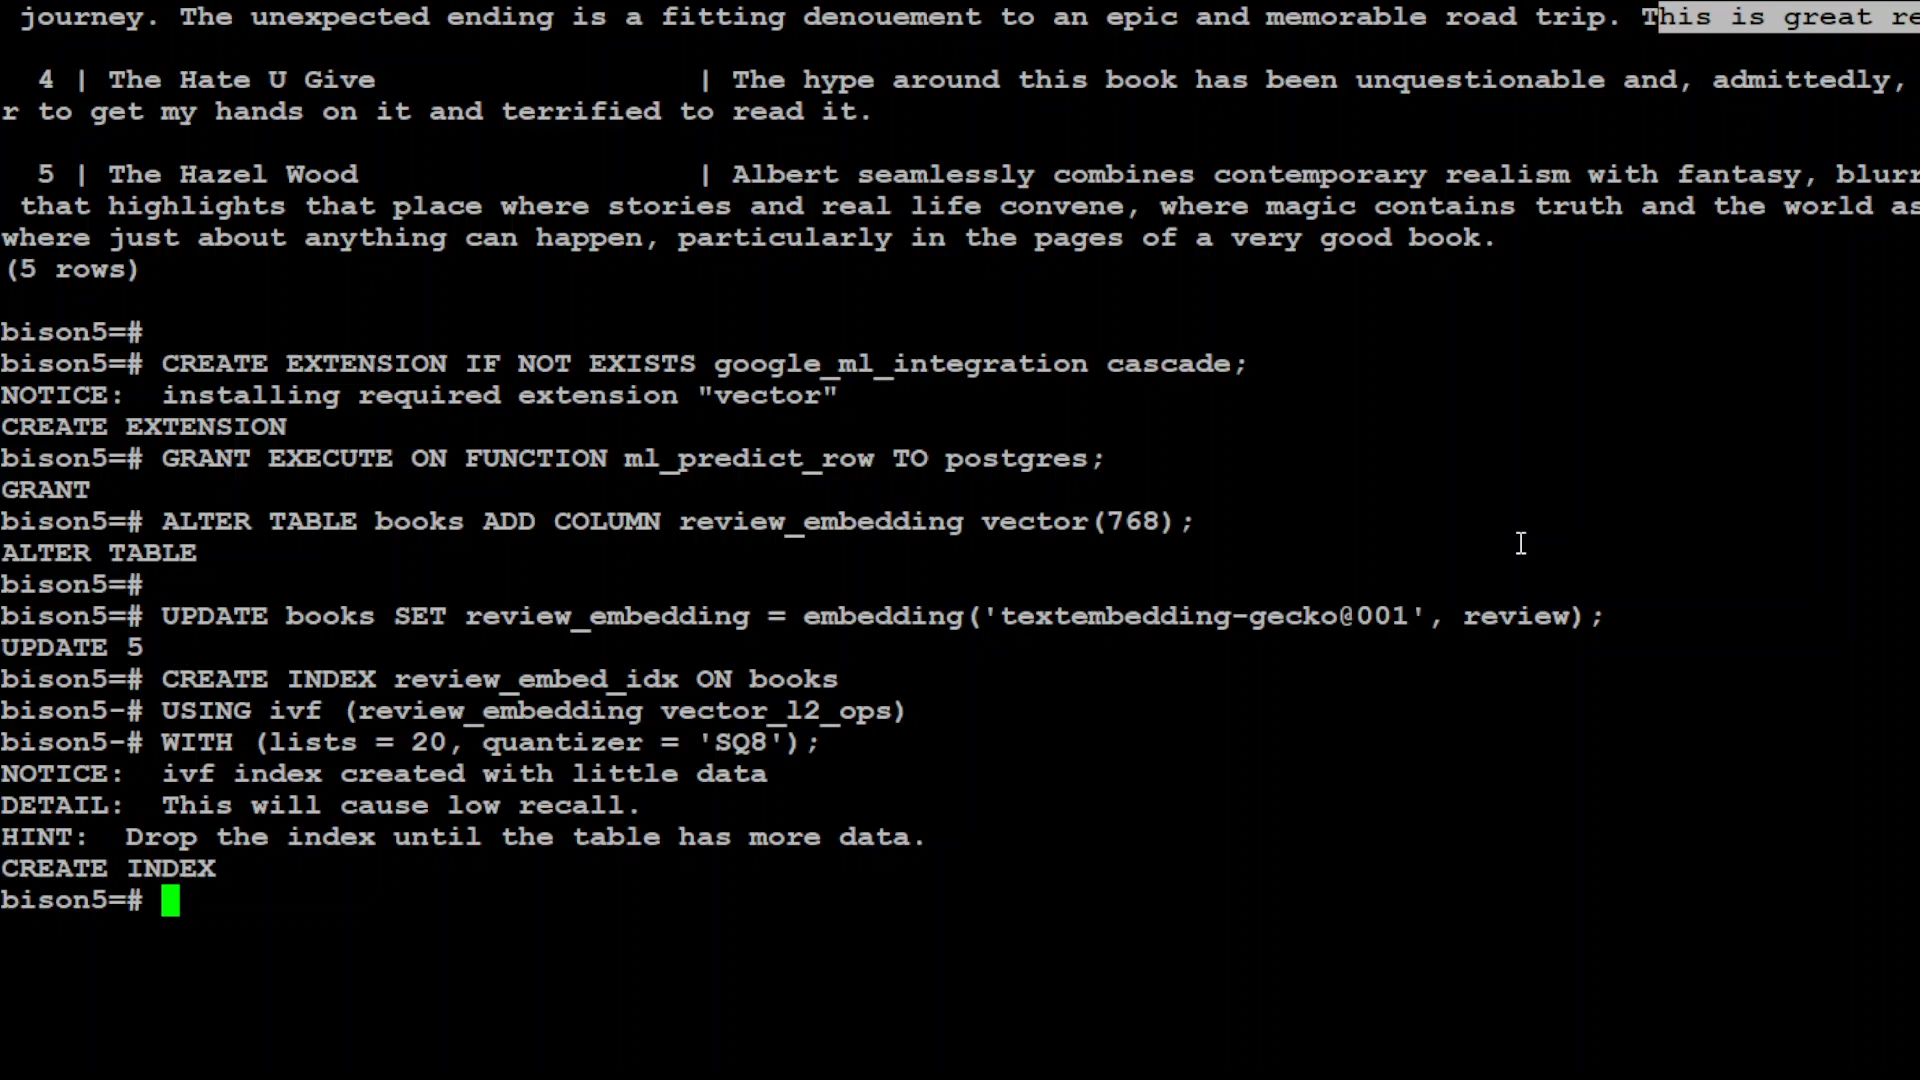 journey. The unexpected ending is a fitting denouement to an epic and memorable road trip. This is great re
4 | The Hate U Give | The hype around this book has been unquestionable and, admittedly,
r to get my hands on it and terrified to read it.
5 | The Hazel Wood | Albert seamlessly combines contemporary realism with fantasy, blurr
that highlights that place where stories and real life convene, where magic contains truth and the world as
where just about anything can happen, particularly in the pages of a very good book.
(5 rows)
bison5=#
bison5=# CREATE EXTENSION IF NOT EXISTS google_ml_integration cascade;
NOTICE:  installing required extension "vector"
CREATE EXTENSION
bison5=# GRANT EXECUTE ON FUNCTION ml_predict_row TO postgres;
GRANT
bison5=# ALTER TABLE books ADD COLUMN review_embedding vector(768);
ALTER TABLE
bison5=#
bison5=# UPDATE books SET review_embedding = embedding('textembedding-gecko@001', review);
UPDATE 5
bison5=# CREATE INDEX review_embed_idx ON books
bison5-# USING ivf (review_embedding vector_l2_ops)
bison5-# WITH (lists = 20, quantizer = 'SQ8');
NOTICE:  ivf index created with little data
DETAIL:  This will cause low recall.
HINT:  Drop the index until the table has more data.
CREATE INDEX
bison5=#